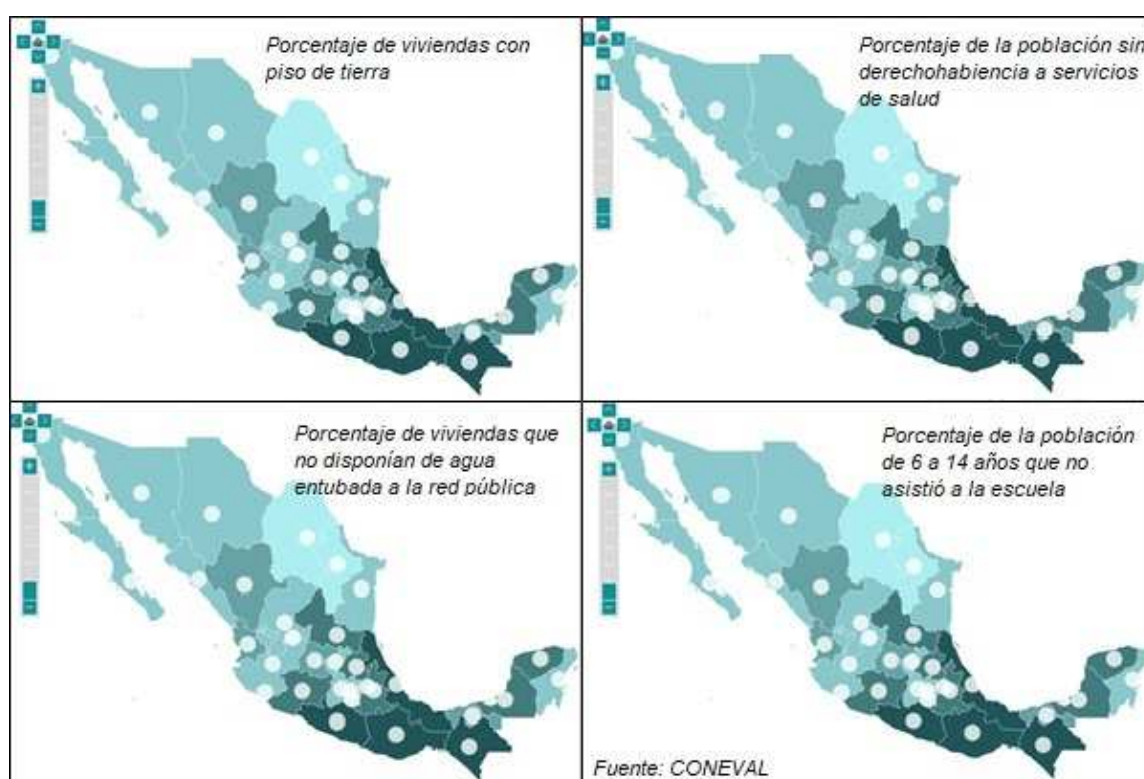 Porcentaje de viviendas con
piso de tierra
Porcentaje de la población sin
derechohabiencia a servicios
de salud
Porcentaje de viviendas que
no disponían de agua
entubada a la red pública
Porcentaje de la población
de 6 a 14 años que no
asistió a la escuela
Fuente: CONEVAL